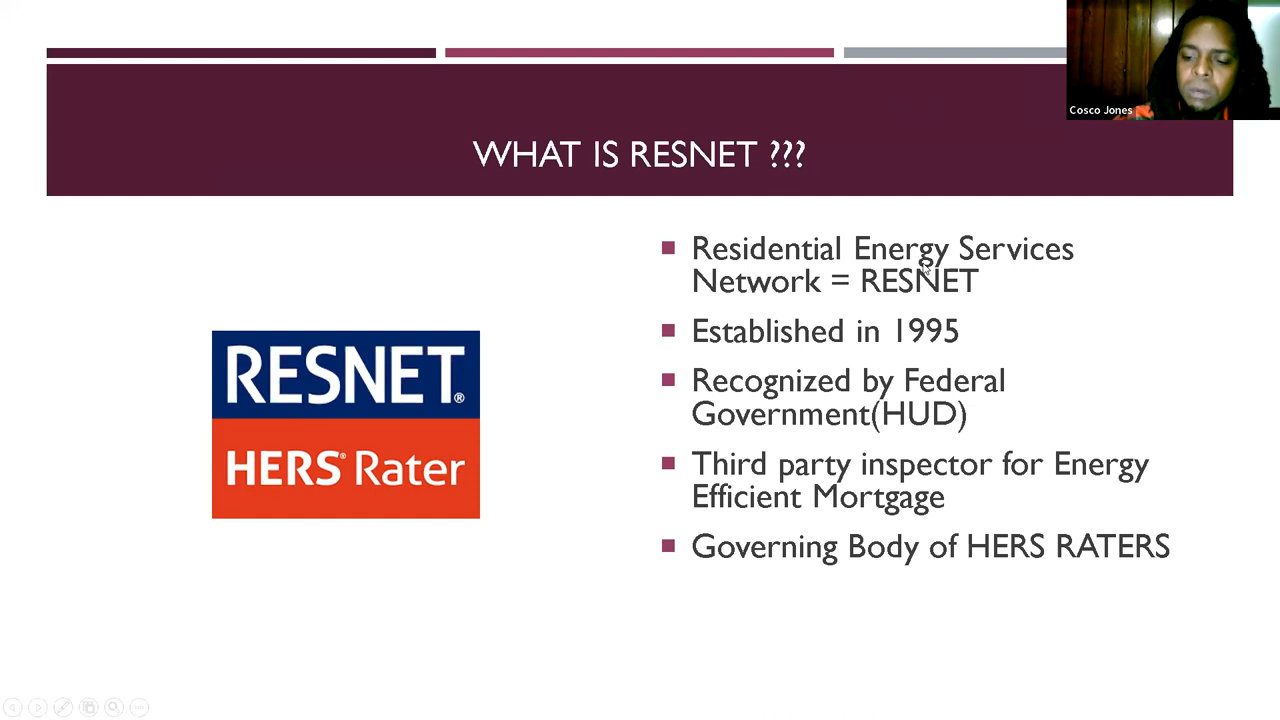 Cosco Jones
WHAT IS RESNET ???
RESNET®
HERS® Rater
Residential Energy Services
Network = RESNET
Established in 1995
Recognized by Federal
Government(HUD)
Third party inspector for Energy
Efficient Mortgage
Governing Body of HERS RATERS